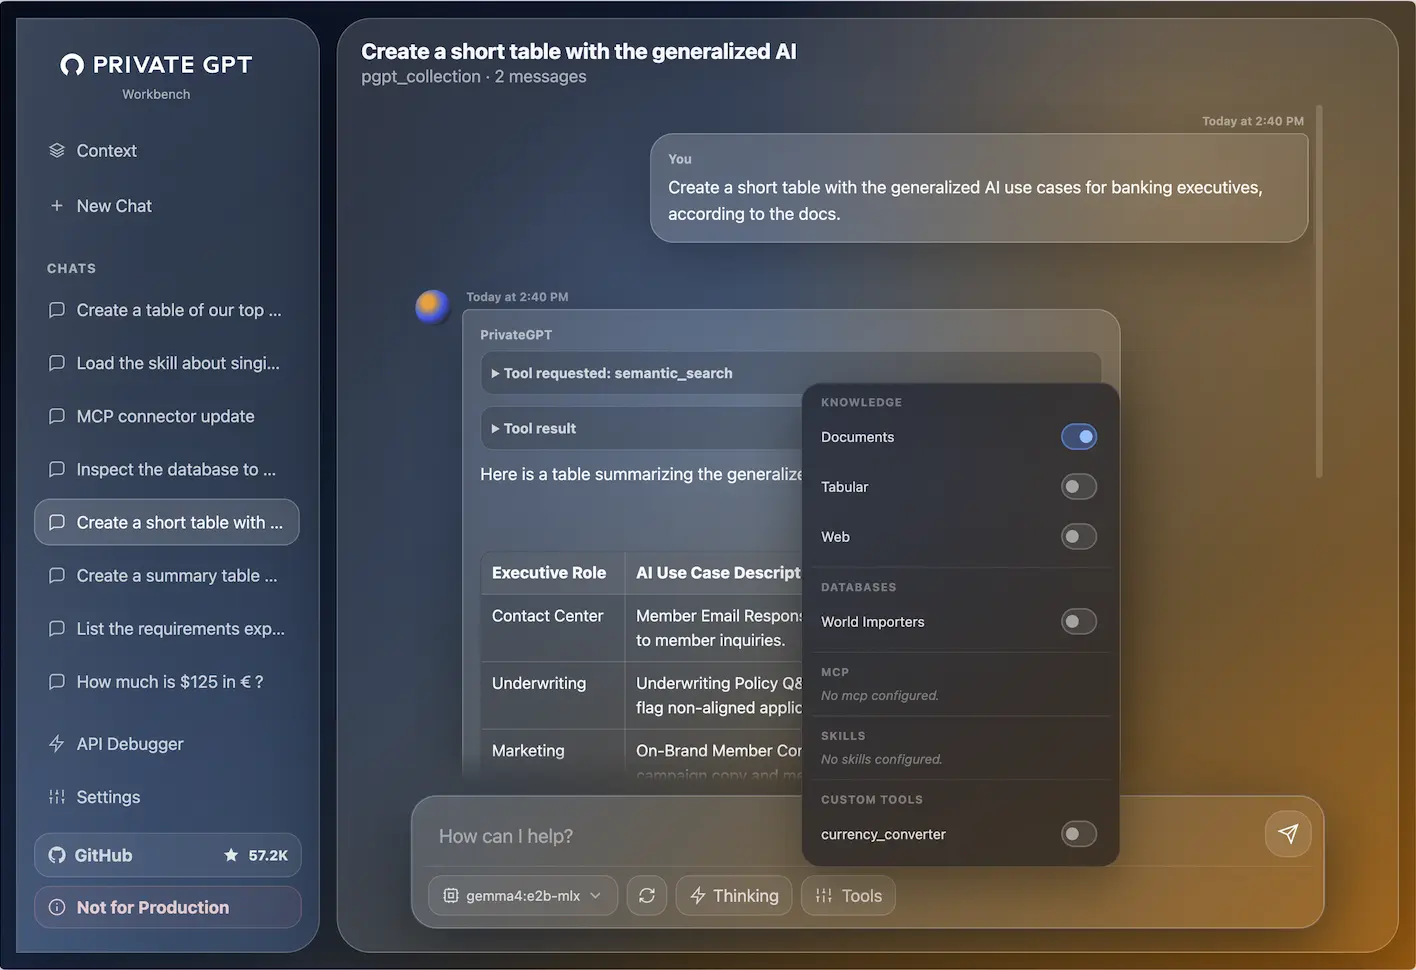 PRIVATE GPT
Workbench
Context
New Chat
CHATS
Create a table of our top ...
Load the skill about singi...
MCP connector update
Inspect the database to ...
Create a short table with ...
Create a summary table ...
List the requirements exp...
How much is $125 in € ?
API Debugger
Settings
GitHub ★ 57.2K
Not for Production
Create a short table with the generalized AI
pgpt_collection · 2 messages
Today at 2:40 PM
You
Create a short table with the generalized AI use cases for banking executives,
according to the docs.
Today at 2:40 PM
PrivateGPT
▸ Tool requested: semantic_search
▸ Tool result
Here is a table summarizing the generalize
Executive Role AI Use Case Descript
Contact Center Member Email Respons
to member inquiries.
Underwriting Underwriting Policy Q&
flag non-aligned applic
Marketing On-Brand Member Cor
campaign copy and me
KNOWLEDGE
Documents
Tabular
Web
DATABASES
World Importers
MCP
No mcp configured.
SKILLS
No skills configured.
CUSTOM TOOLS
currency_converter
How can I help?
gemma4:e2b-mlx
Thinking
Tools